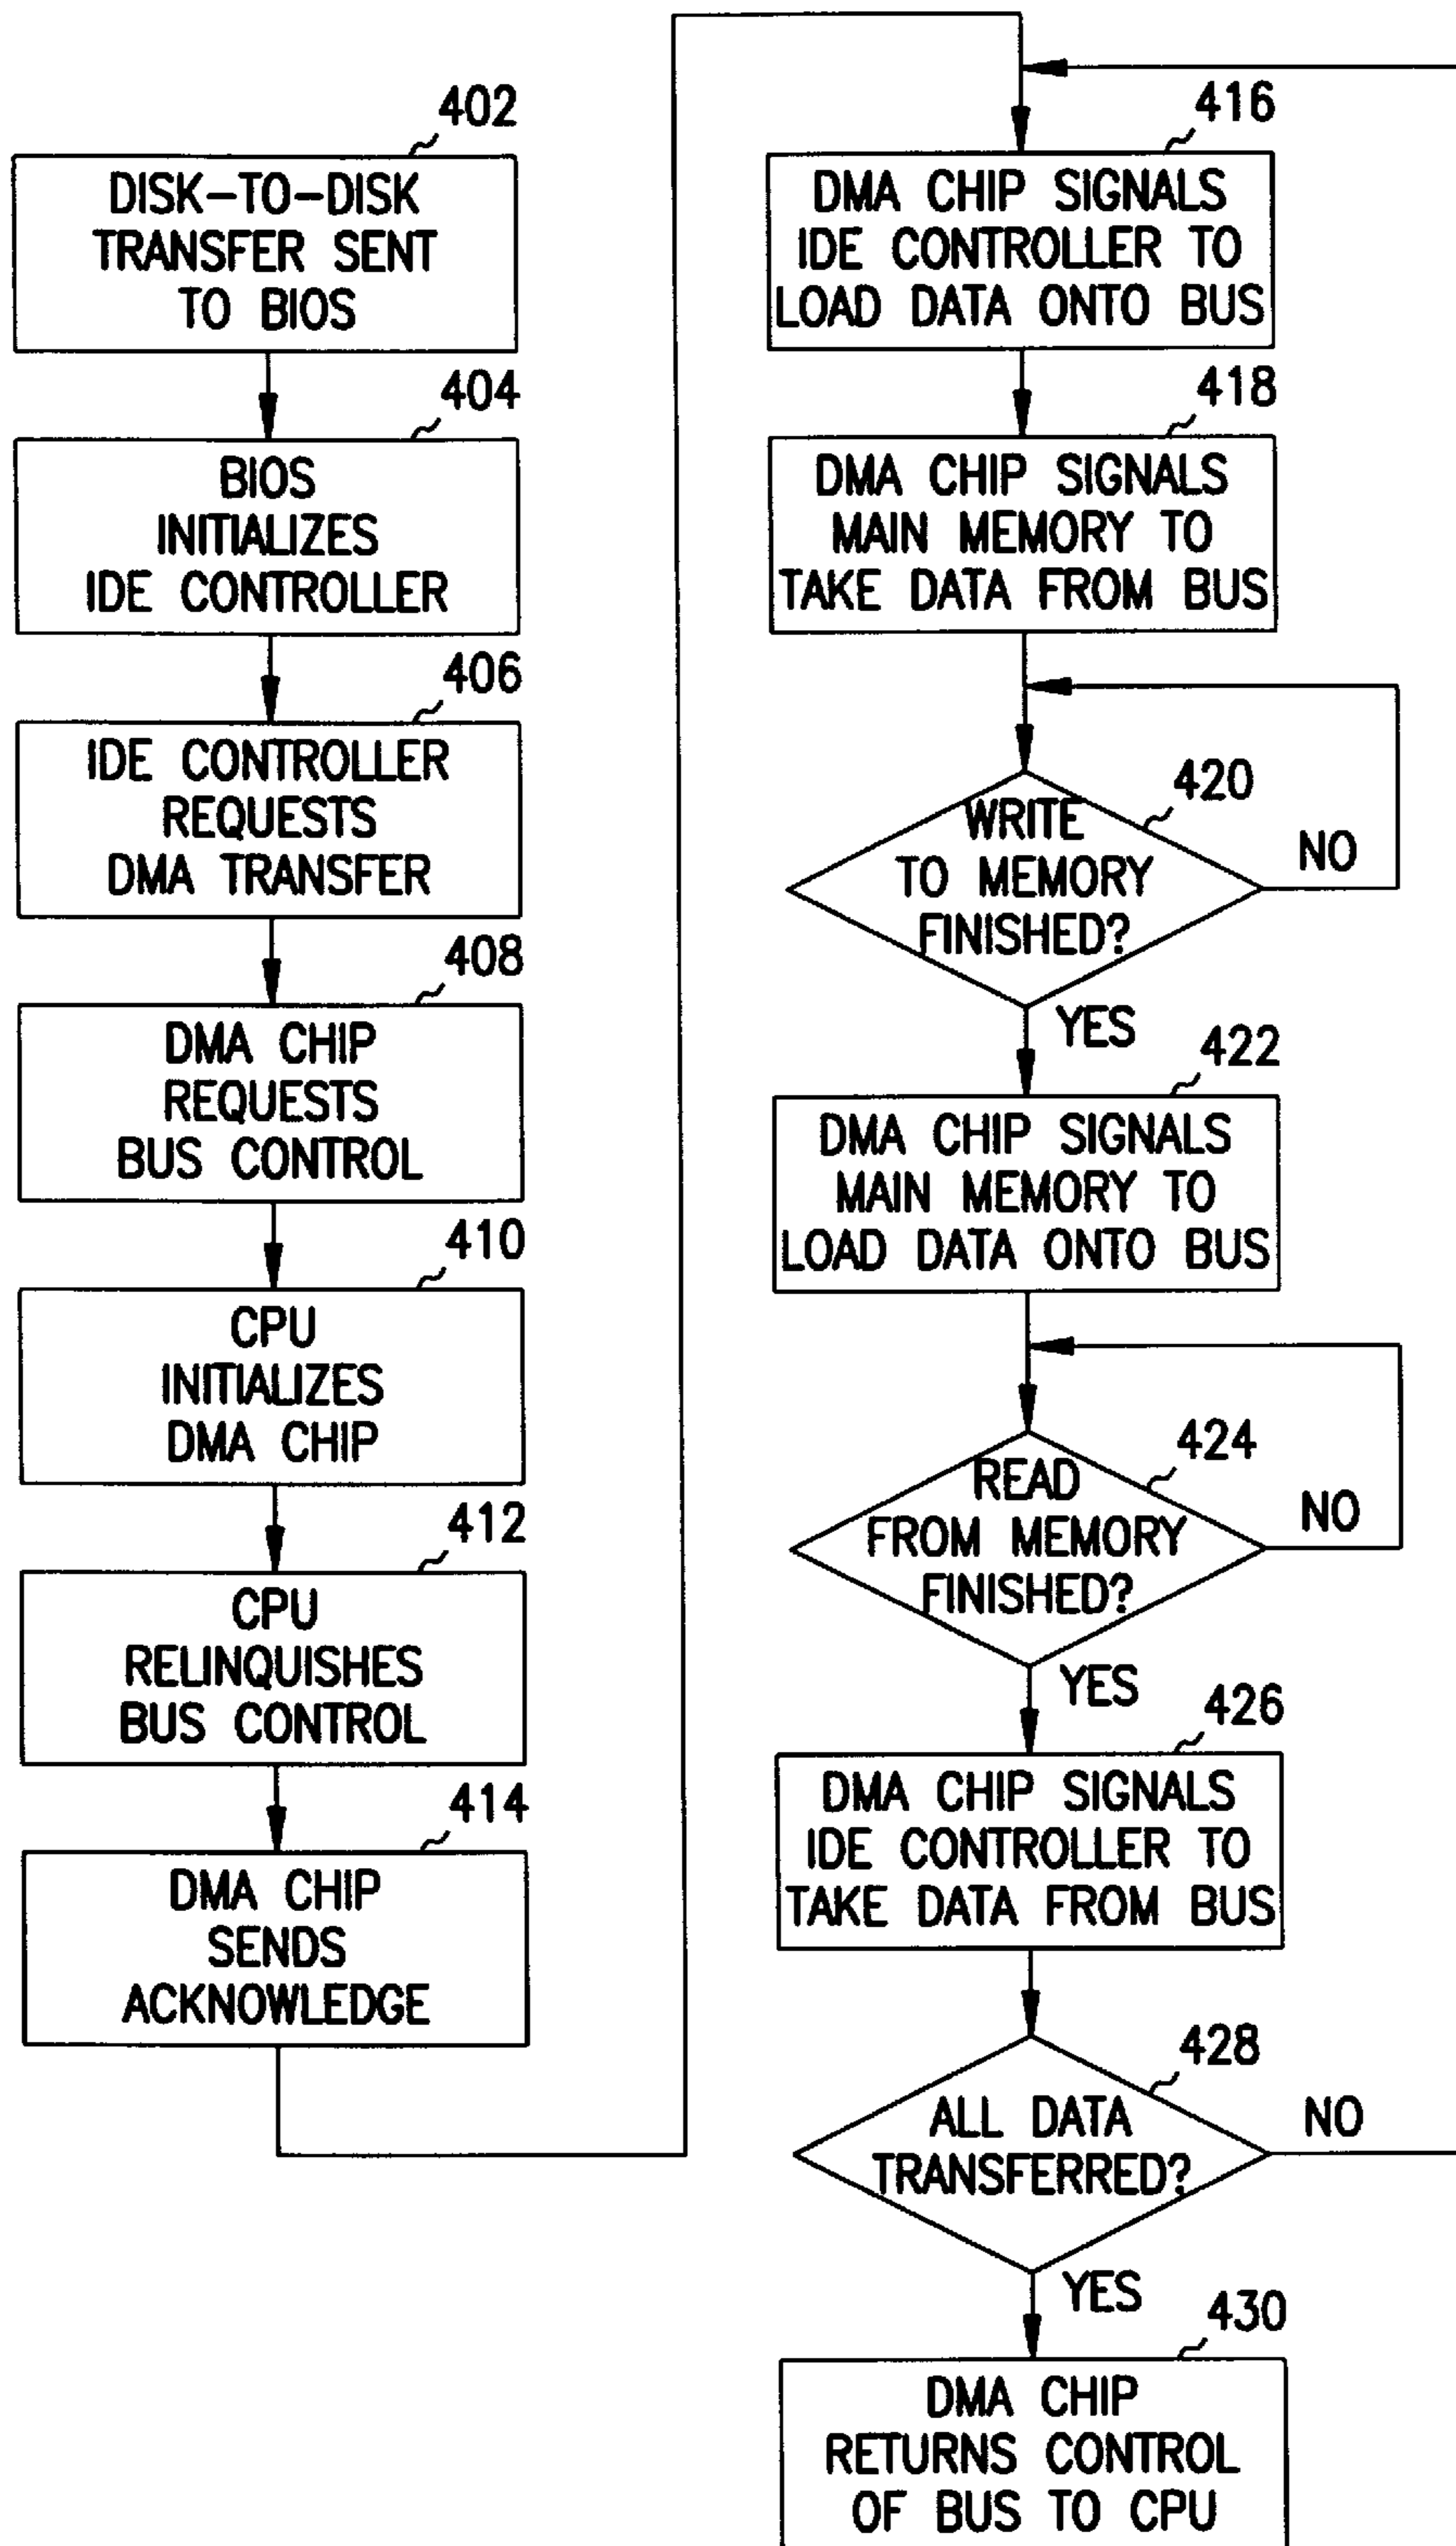 402
DISK-TO-DISK
TRANSFER SENT
TO BIOS
404
BIOS
INITIALIZES
IDE CONTROLLER
406
IDE CONTROLLER
REQUESTS
DMA TRANSFER
408
DMA CHIP
REQUESTS
BUS CONTROL
410
CPU
INITIALIZES
DMA CHIP
412
CPU
RELINQUISHES
BUS CONTROL
414
DMA CHIP
SENDS
ACKNOWLEDGE
416
DMA CHIP SIGNALS
IDE CONTROLLER TO
LOAD DATA ONTO BUS
418
DMA CHIP SIGNALS
MAIN MEMORY TO
TAKE DATA FROM BUS
420
WRITE
TO MEMORY
FINISHED?
NO
YES
422
DMA CHIP SIGNALS
MAIN MEMORY TO
LOAD DATA ONTO BUS
424
READ
FROM MEMORY
FINISHED?
NO
YES
426
DMA CHIP SIGNALS
IDE CONTROLLER TO
TAKE DATA FROM BUS
428
ALL DATA
TRANSFERRED?
NO
YES
430
DMA CHIP
RETURNS CONTROL
OF BUS TO CPU